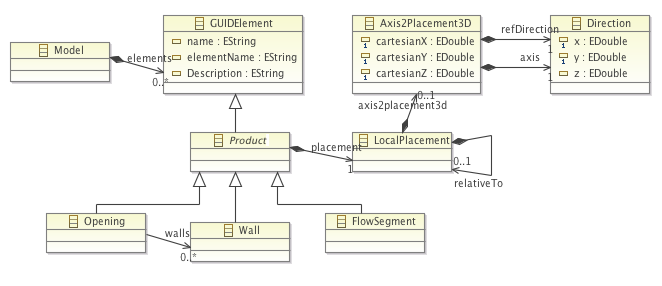 GUIDElement
name : EString
elementName : EString
Description : EString
Axis2Placement3D
cartesianX : EDouble
cartesianY : EDouble
cartesianZ : EDouble
refDirection
1
axis
1
Direction
x : EDouble
y : EDouble
z : EDouble
Model
elements
0..*
0..1
axis2placement3d
Product
placement
1
LocalPlacement
0..1
relativeTo
Opening
walls
0..*
Wall
FlowSegment